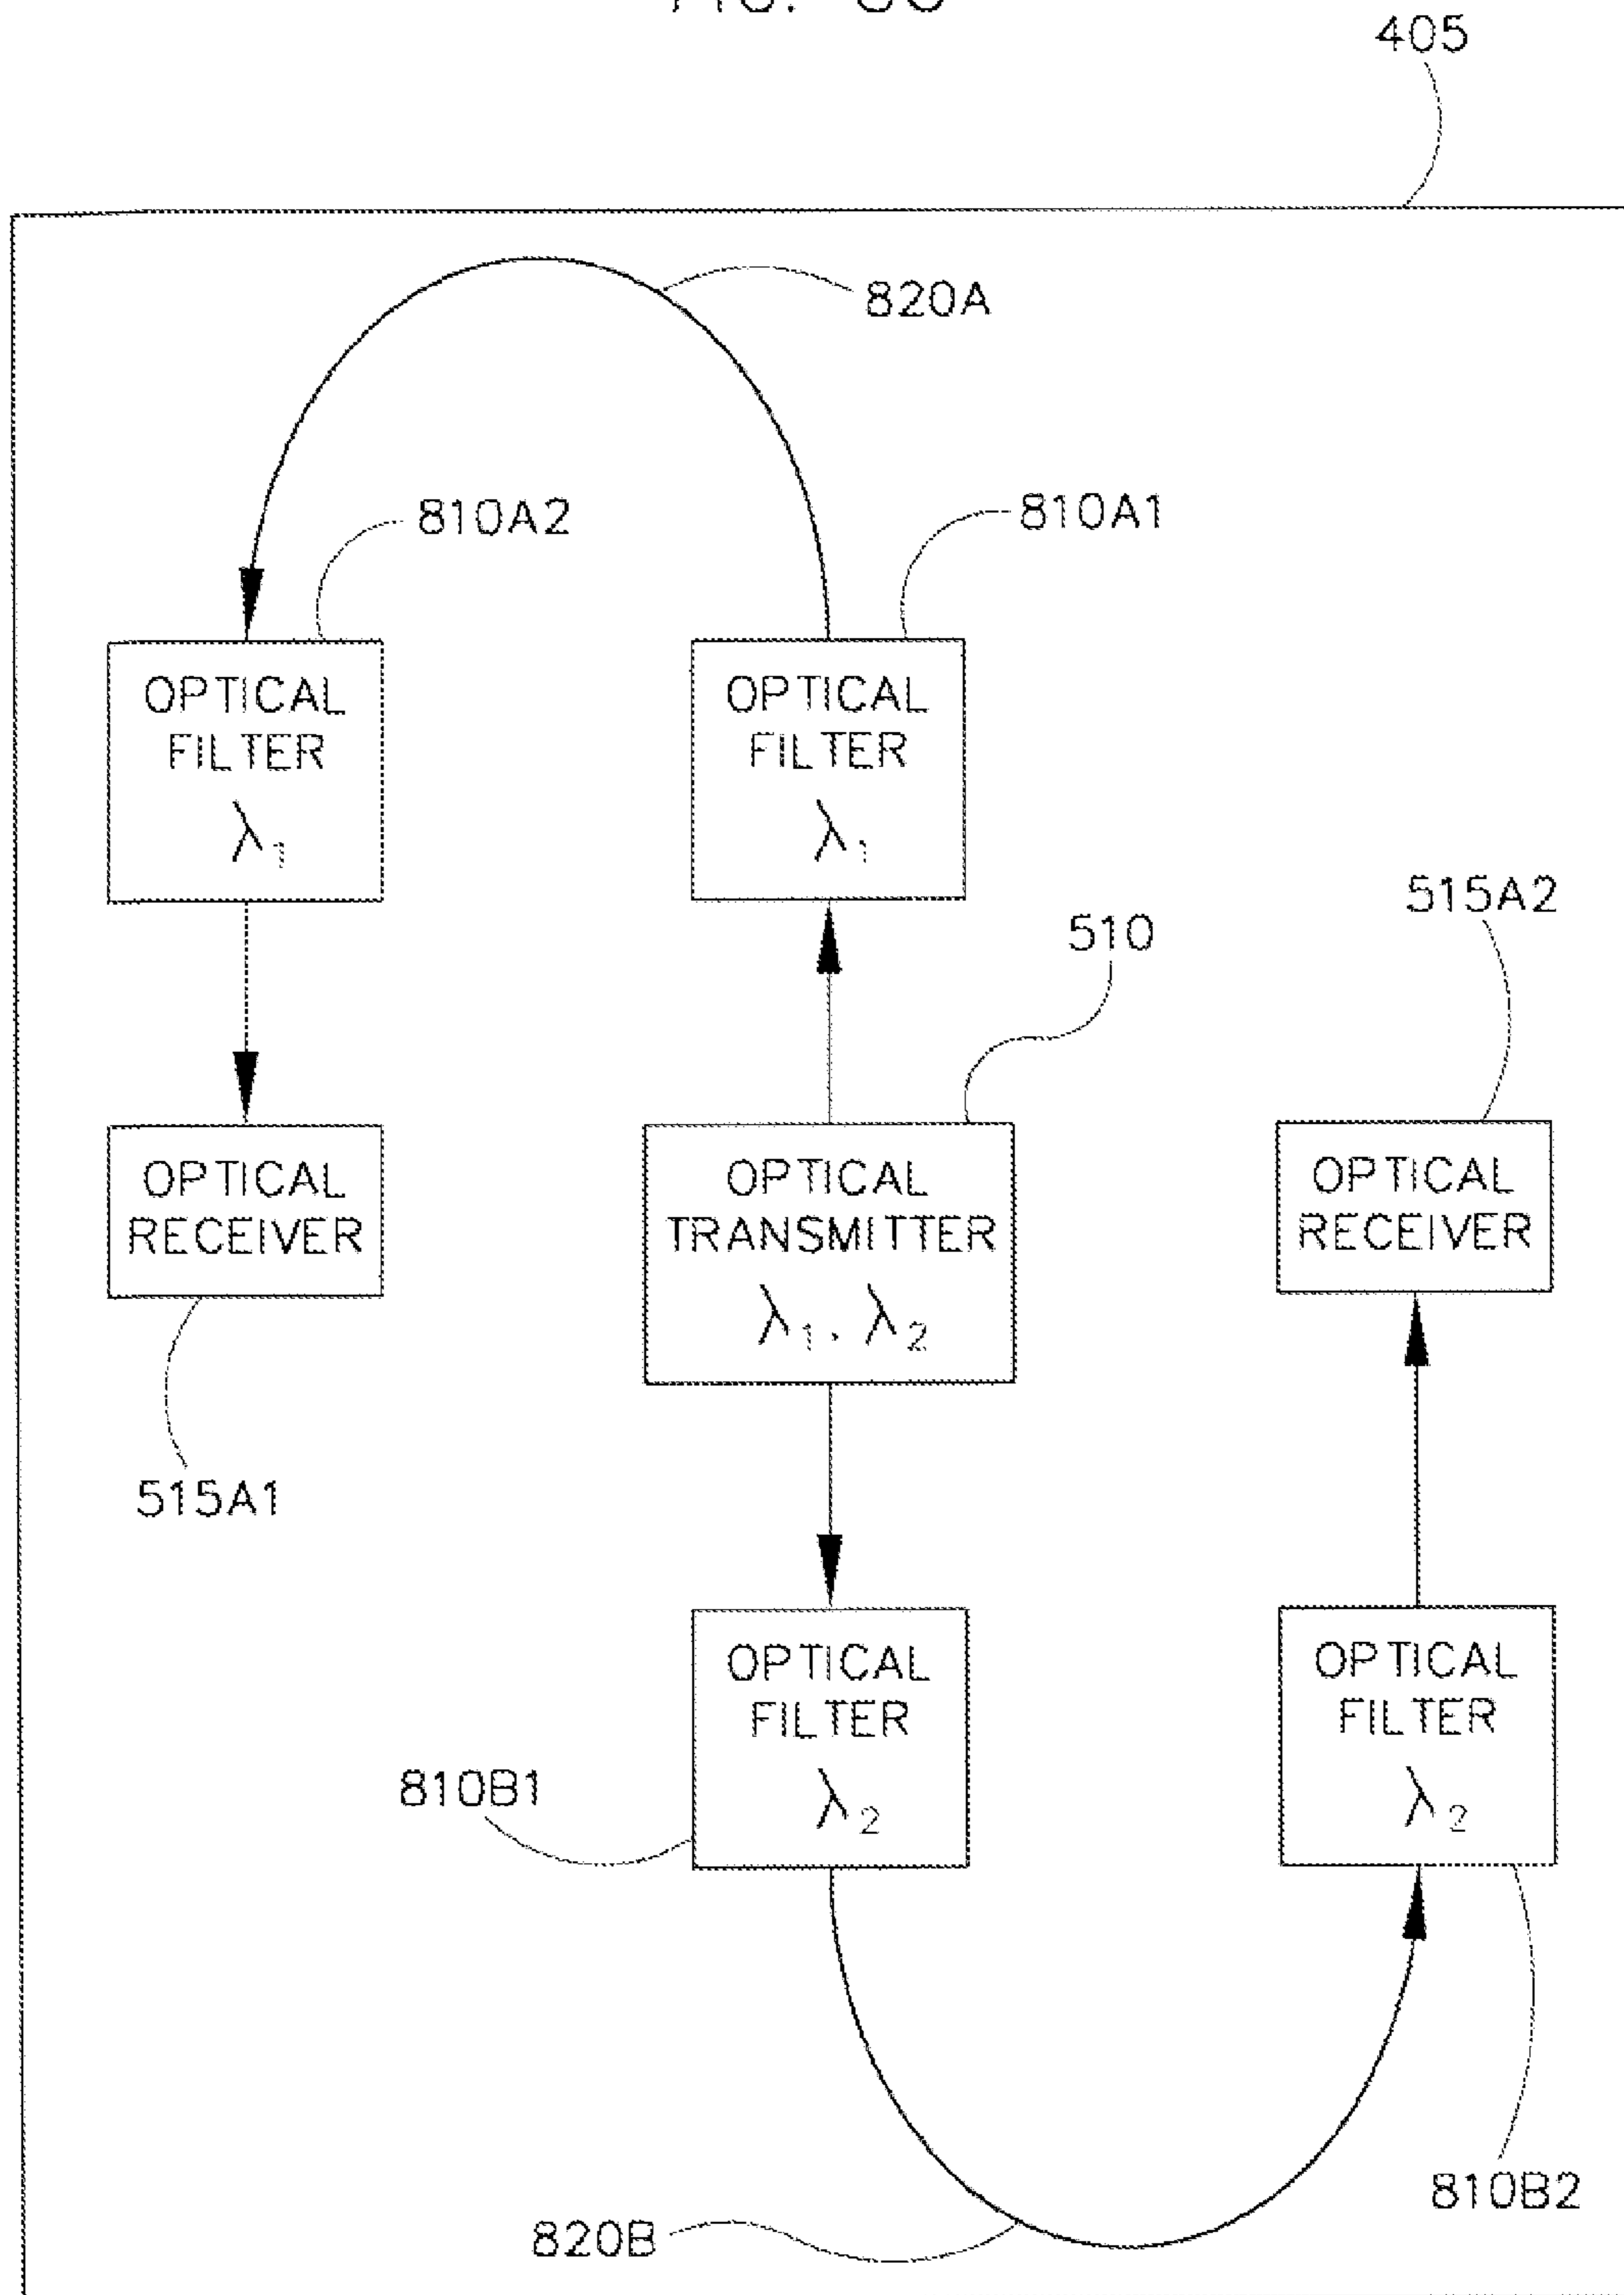 405
820A
810A2
810A1
OPTICAL
FILTER
λ₁
OPTICAL
FILTER
λ₁
515A2
510
OPTICAL
RECEIVER
OPTICAL
TRANSMITTER
λ₁, λ₂
OPTICAL
RECEIVER
515A1
OPTICAL
FILTER
λ₂
OPTICAL
FILTER
λ₂
810B1
810B2
820B